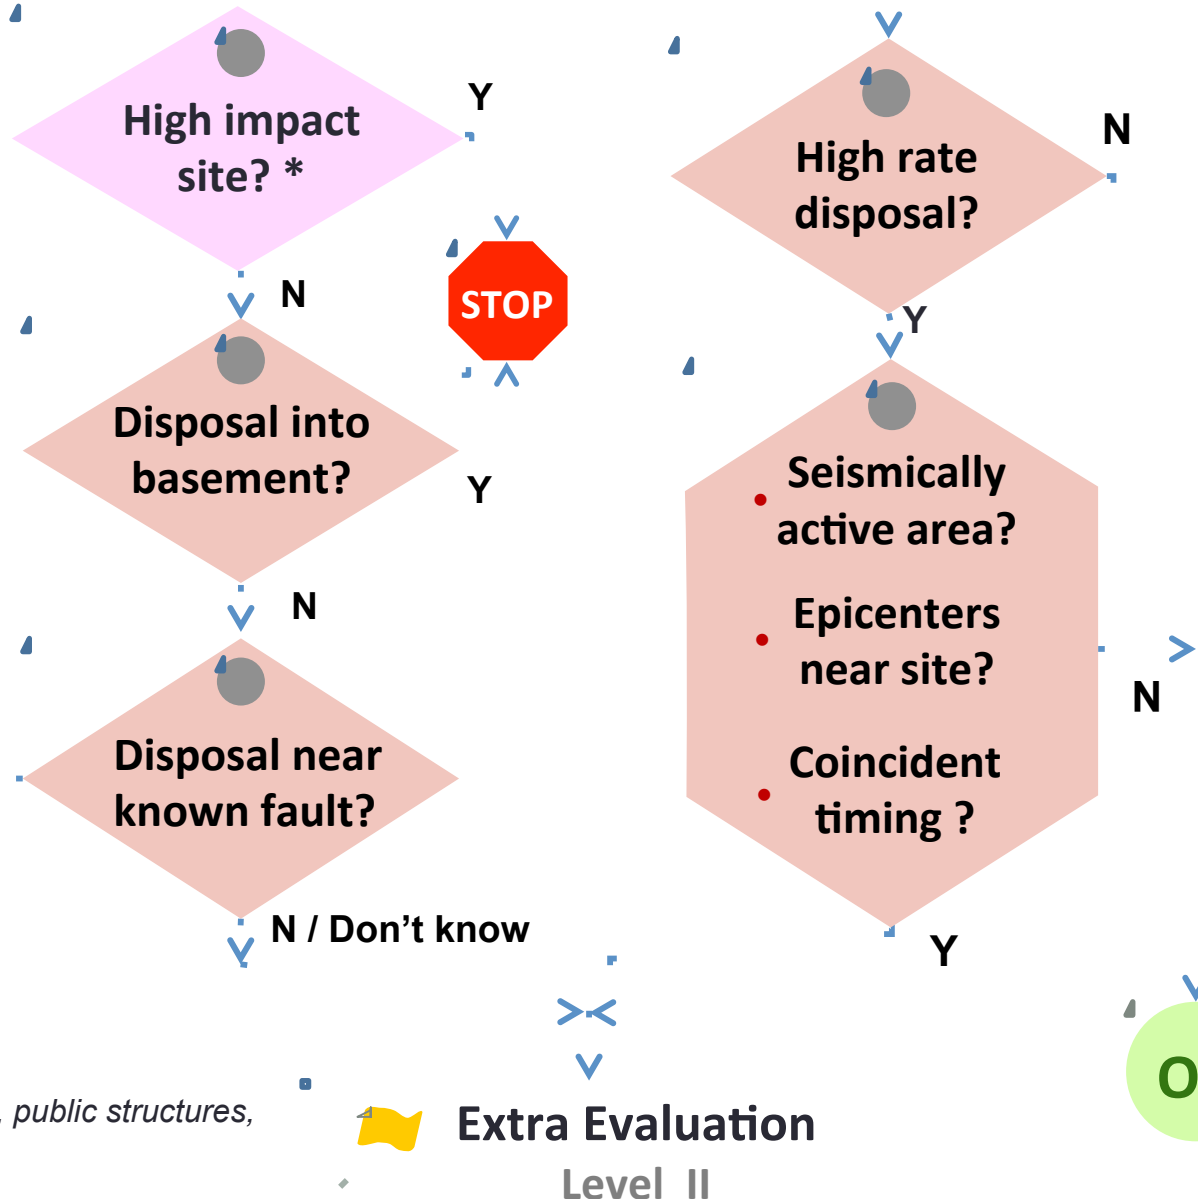 High impact
site? *
Y
N
STOP
Disposal into
basement?
Y
N
Disposal near
known fault?
N / Don't know
High rate
disposal?
N
Y
Seismically
active area?
Epicenters
near site?
Coincident
timing ?
N
Y
, public structures,
Extra Evaluation
Level II